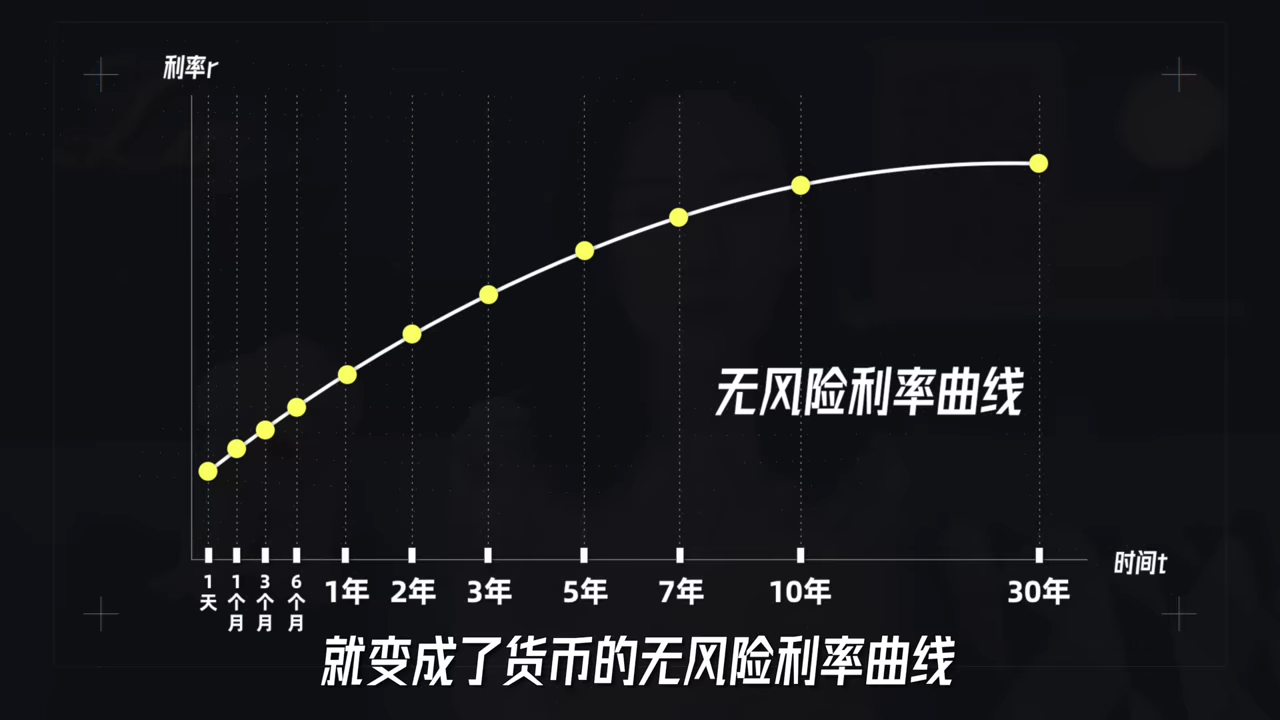 利率r
无风险利率曲线
时间t
1天
1个月
3个月
6个月
1年
2年
3年
5年
7年
10年
30年
就变成了货币的无风险利率曲线